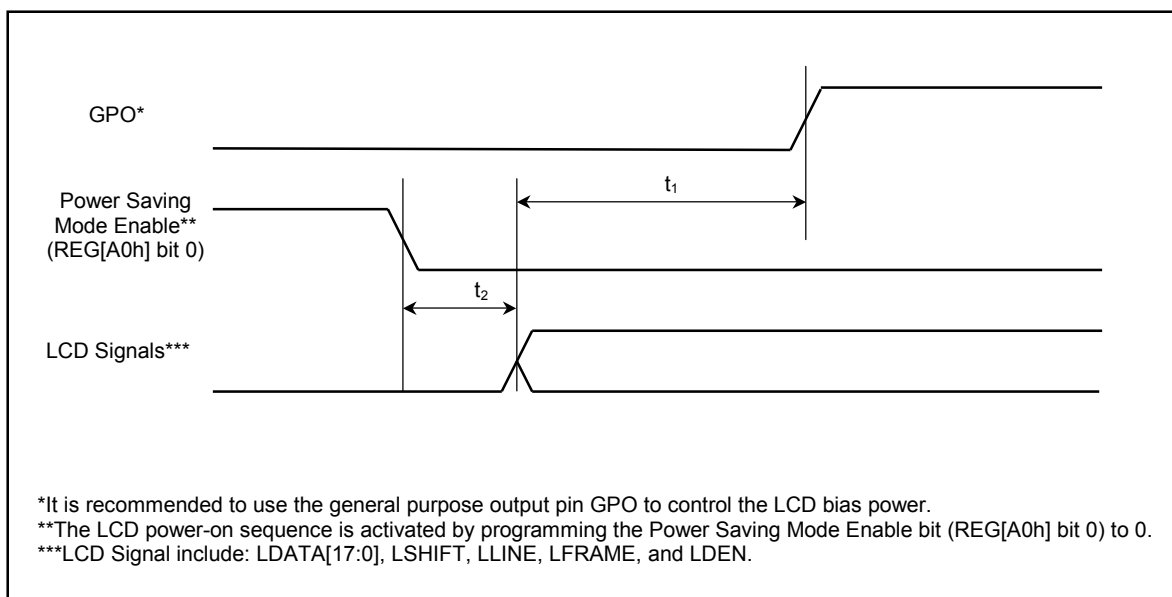 GPO*
t₁
Power Saving
Mode Enable**
(REG[A0h] bit 0)
t₂
LCD Signals***
*It is recommended to use the general purpose output pin GPO to control the LCD bias power.
**The LCD power-on sequence is activated by programming the Power Saving Mode Enable bit (REG[A0h] bit 0) to 0.
***LCD Signal include: LDATA[17:0], LSHIFT, LLINE, LFRAME, and LDEN.